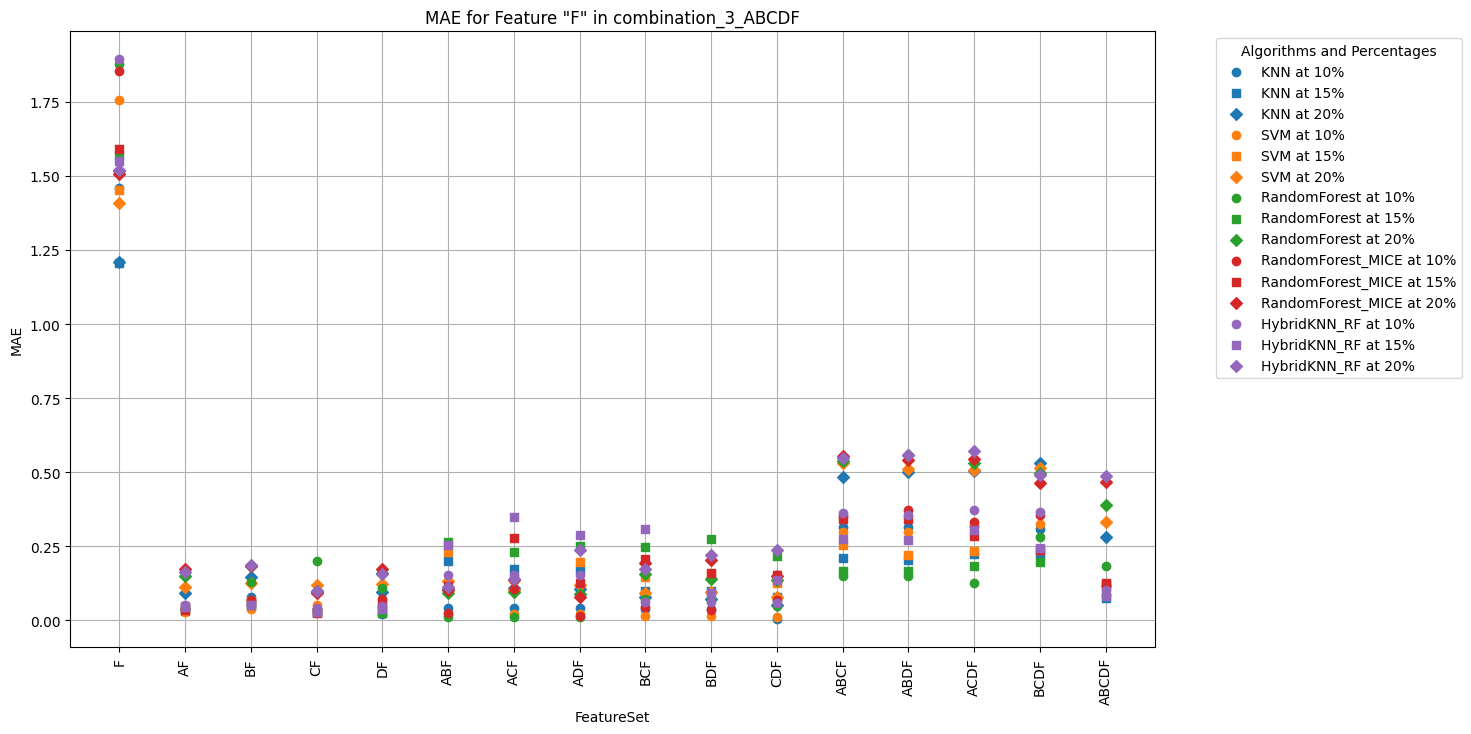 MAE for Feature "F" in combination_3_ABCDF
Algorithms and Percentages
KNN at 10%
KNN at 15%
KNN at 20%
SVM at 10%
SVM at 15%
SVM at 20%
RandomForest at 10%
RandomForest at 15%
RandomForest at 20%
RandomForest_MICE at 10%
RandomForest_MICE at 15%
RandomForest_MICE at 20%
HybridKNN_RF at 10%
HybridKNN_RF at 15%
HybridKNN_RF at 20%
MAE
1.75
1.50
1.25
1.00
0.75
0.50
0.25
0.00
F
AF
BF
CF
DF
ABF
ACF
ADF
BCF
BDF
CDF
ABCF
ABDF
ACDF
BCDF
ABCDF
FeatureSet